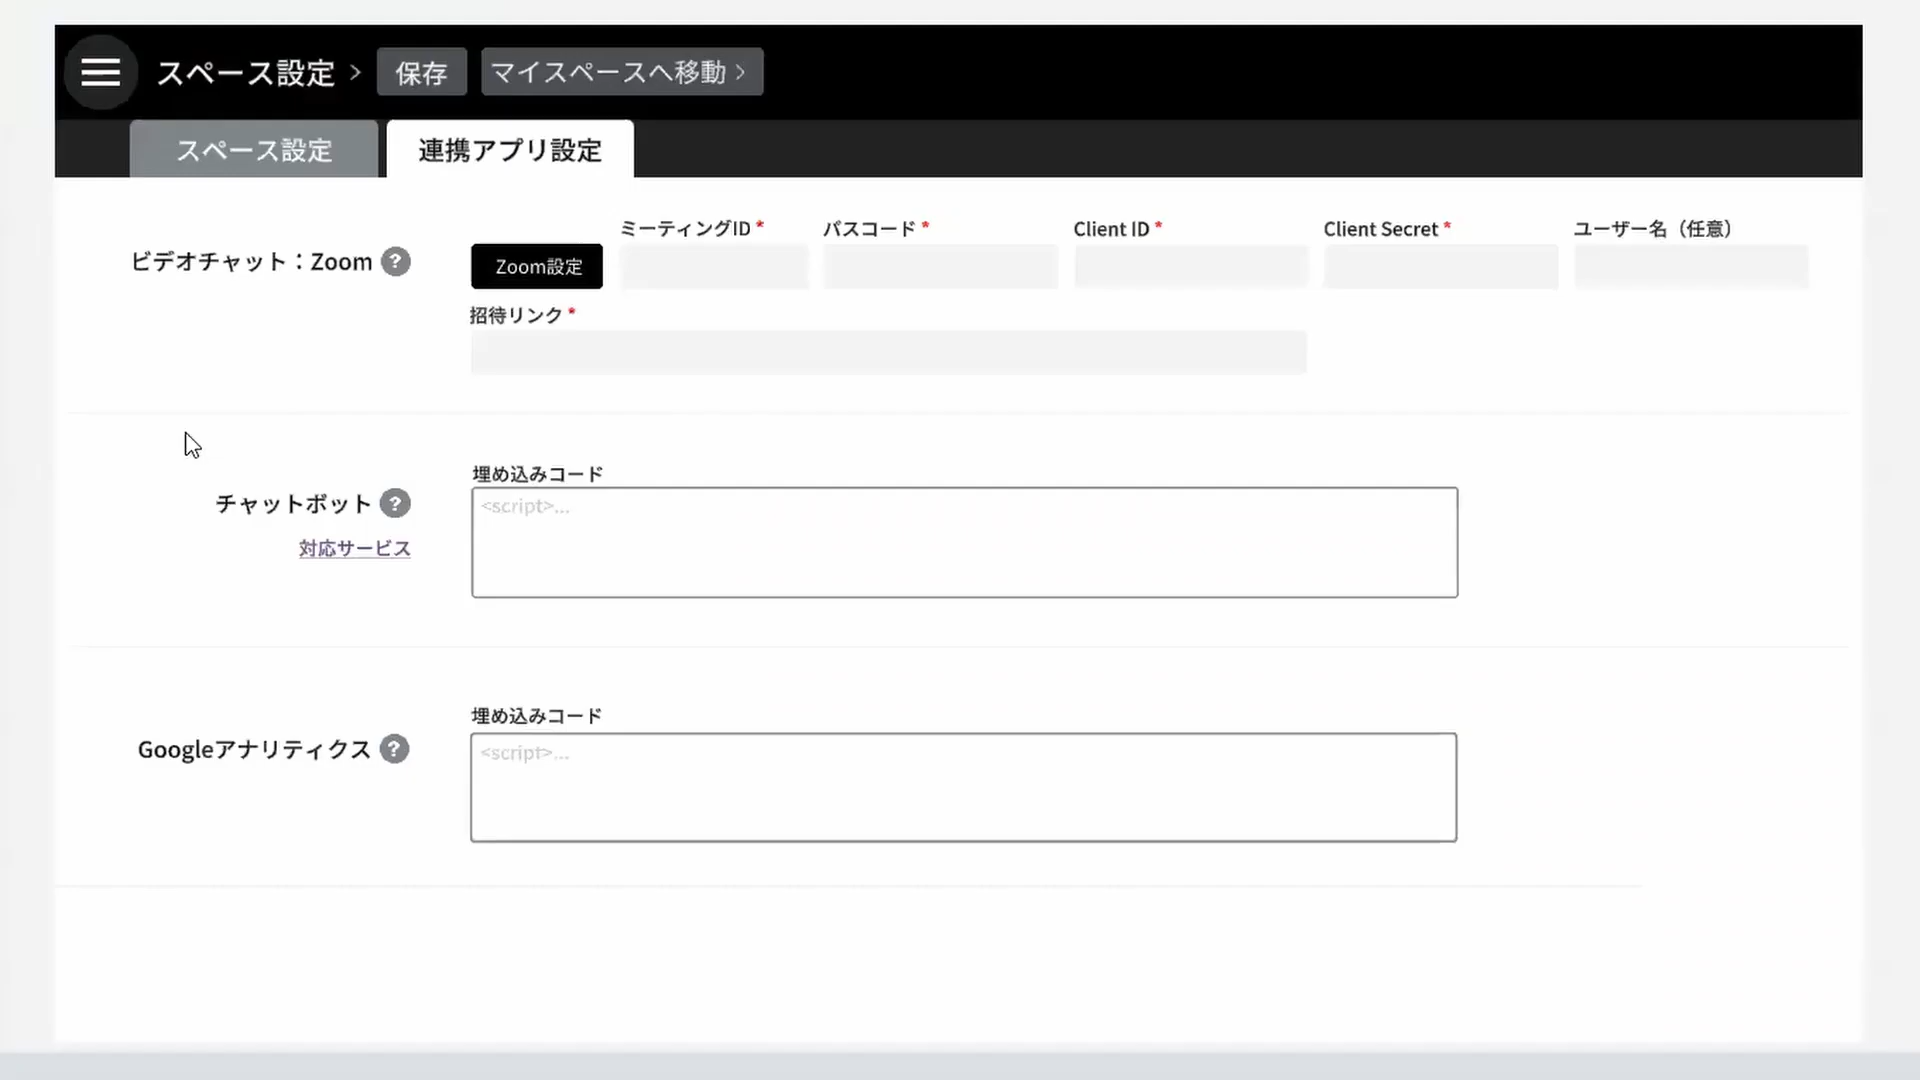 スペース設定 > 保存 マイスペースへ移動 >
スペース設定 連携アプリ設定
ミーティングID * パスコード * Client ID * Client Secret * ユーザー名（任意）
ビデオチャット：Zoom ? Zoom設定
招待リンク *
埋め込みコード
チャットボット ? <script>...
対応サービス
埋め込みコード
Googleアナリティクス ? <script>...